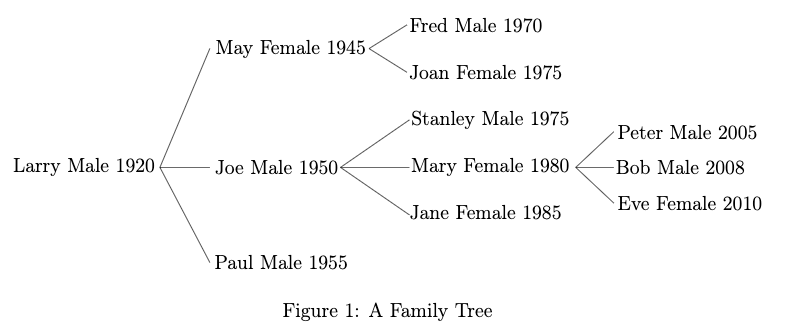 Fred Male 1970
May Female 1945
Joan Female 1975
Stanley Male 1975
Peter Male 2005
Larry Male 1920
Joe Male 1950
Mary Female 1980
Bob Male 2008
Jane Female 1985
Eve Female 2010
Paul Male 1955
Figure 1: A Family Tree